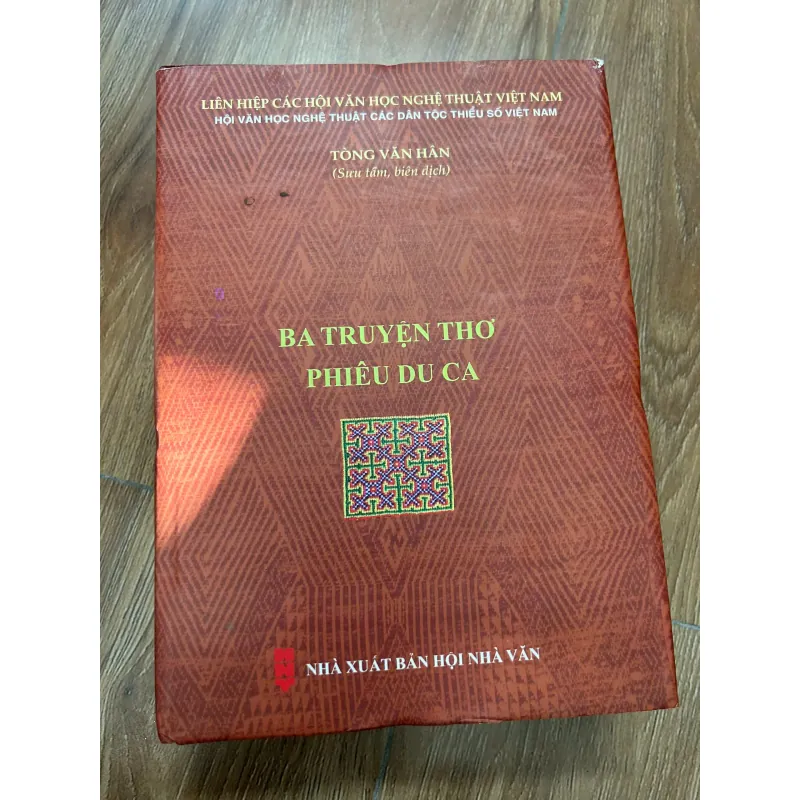 LIÊN HIỆP CÁC HỘI VĂN HỌC NGHỆ THUẬT VIỆT NAM
HỘI VĂN HỌC NGHỆ THUẬT CÁC DÂN TỘC THIỂU SỐ VIỆT NAM
TÒNG VĂN HÂN
(Sưu tầm, biên dịch)
BA TRUYỆN THƠ
PHIÊU DU CA
NHÀ XUẤT BẢN HỘI NHÀ VĂN